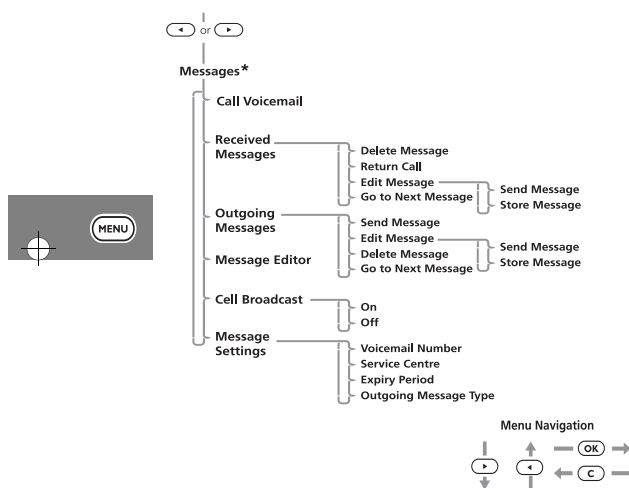 or
Messages*
Call Voicemail
Received
Messages
Delete Message
Return Call
Edit Message
Go to Next Message
Send Message
Store Message
MENU
Outgoing
Messages
Send Message
Edit Message
Delete Message
Go to Next Message
Send Message
Store Message
Message Editor
Cell Broadcast
On
Off
Message
Settings
Voicemail Number
Service Centre
Expiry Period
Outgoing Message Type
Menu Navigation
OK
C